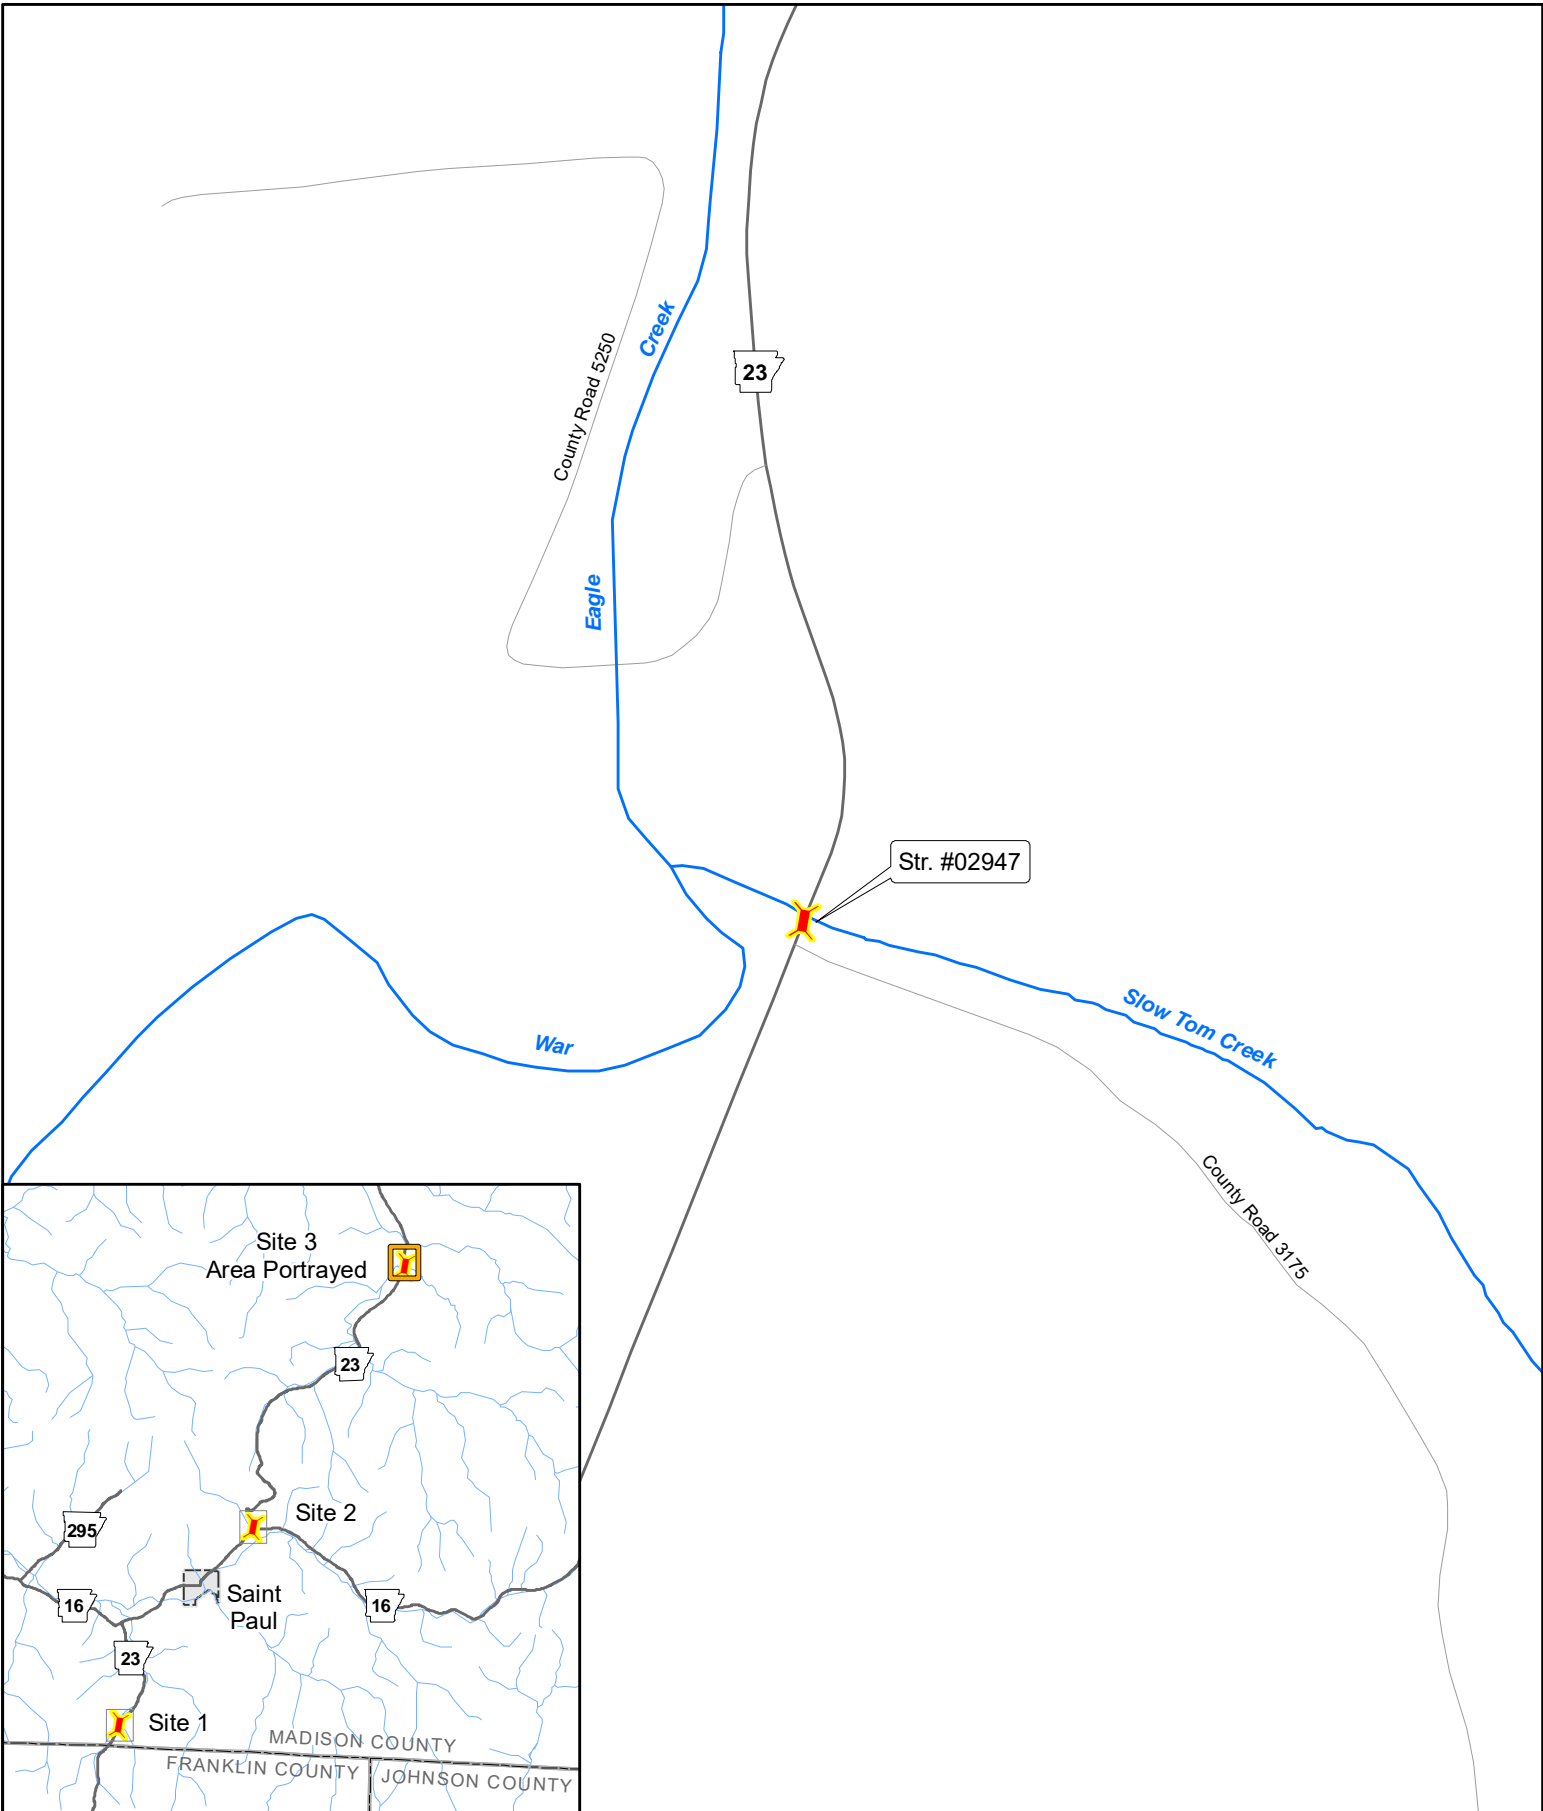 Creek
County Road 5250
23
Eagle
Str. #02947
Slow Tom Creek
War
County Road 3175
Site 3
Area Portrayed
23
Site 2
295
16
Saint
Paul
16
23
Site 1
MADISON COUNTY
FRANKLIN COUNTY
JOHNSON COUNTY